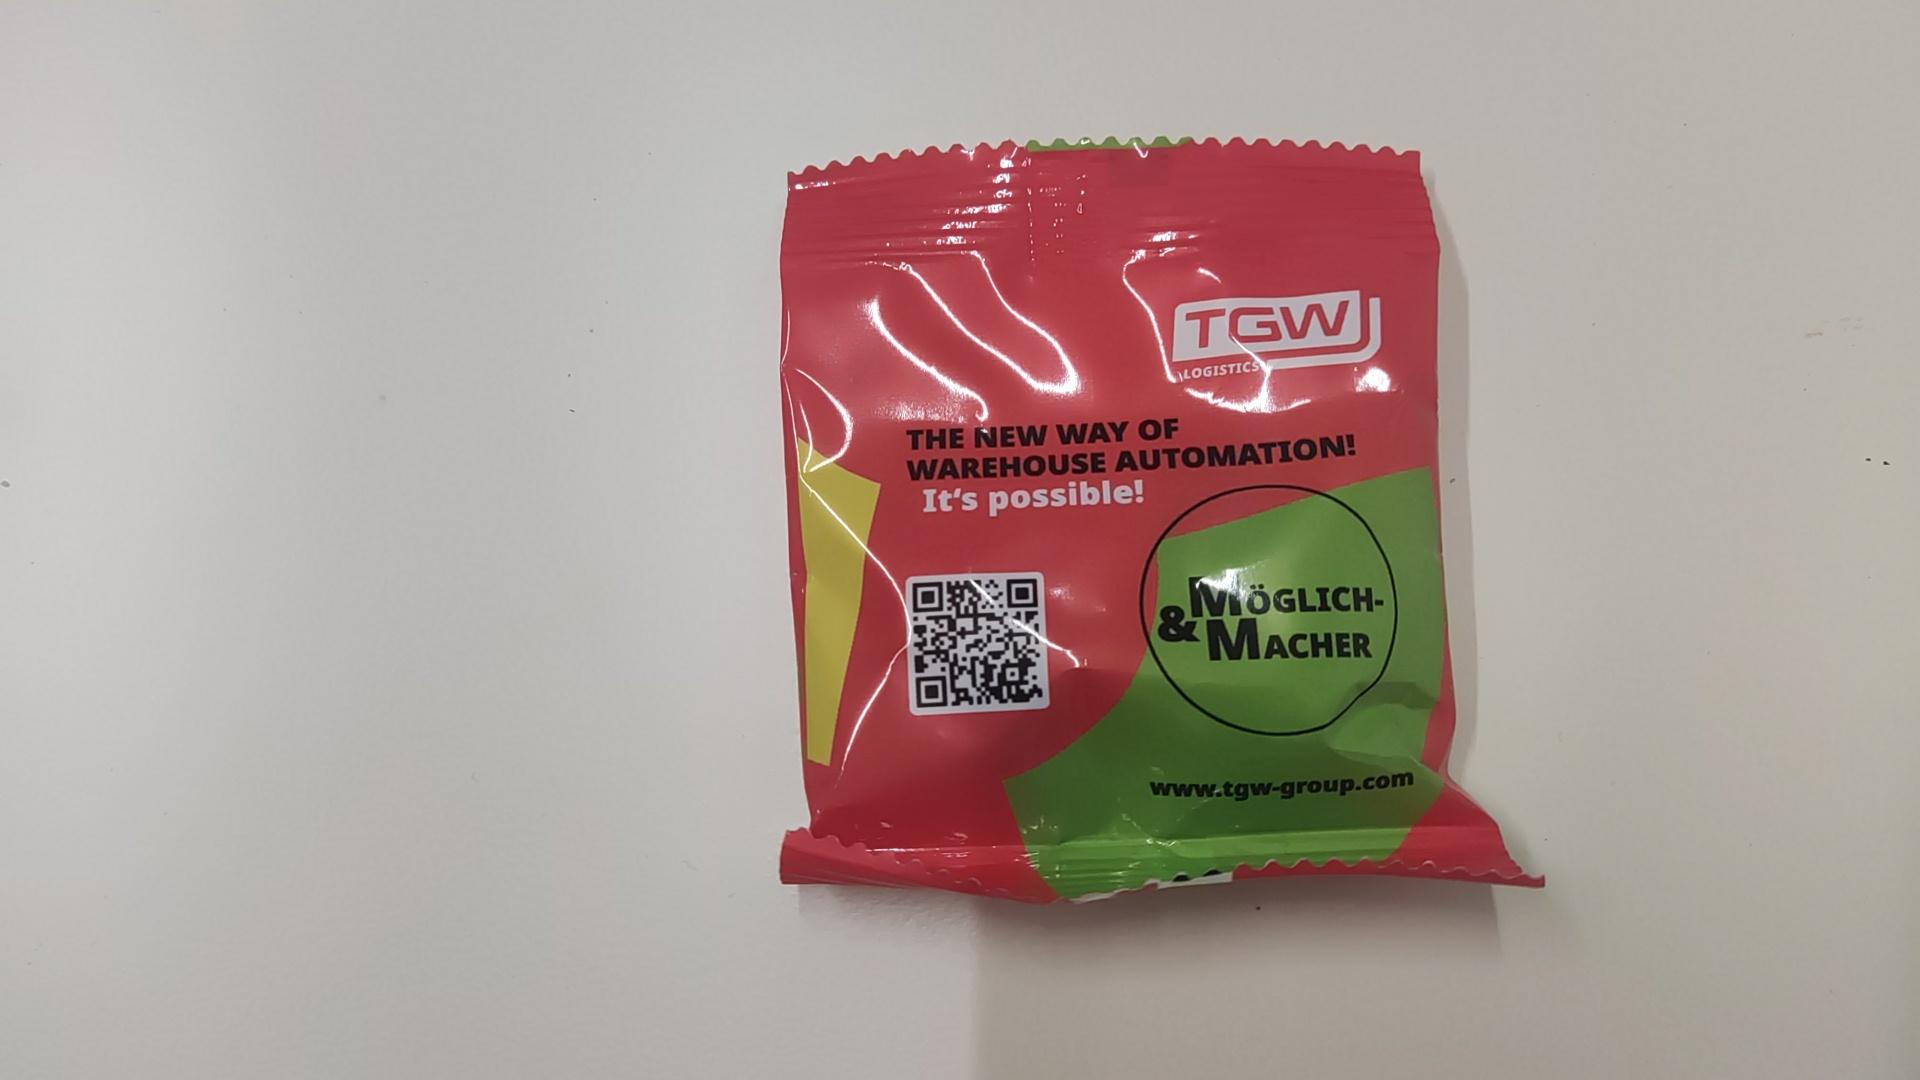 TGW
LOGISTICS
THE NEW WAY OF
WAREHOUSE AUTOMATION!
It‘s possible!
MÖGLICH-
& MACHER
www.tgw-group.com